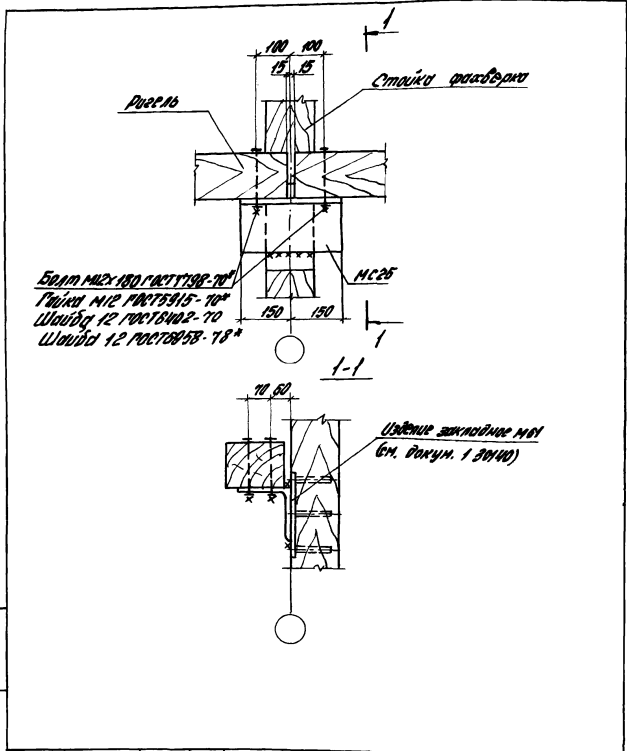 1
100 100
15 15
Стойка фахверка
Ригель
Болт М12х180 ГОСТ7798-70*
Гайка М12 ГОСТ5915-70*
Шайба 12 ГОСТ6402-70
Шайба 12 ГОСТ6958-78*
МС25
150 150
1
1-1
70 60
Изделие закладное М61
(см. докум. 1 30140)